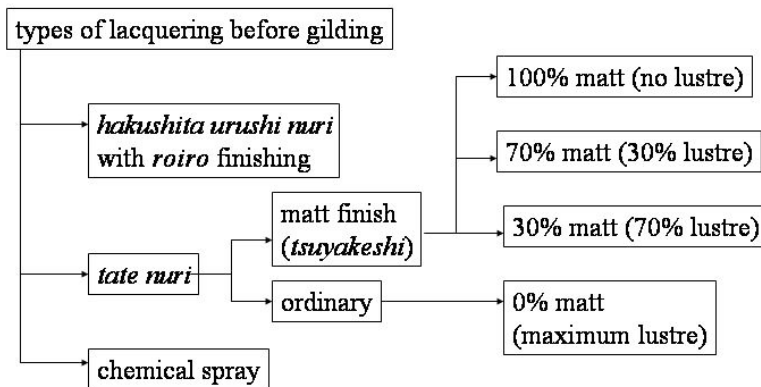 types of lacquering before gilding
hakushita urushi nuri
with roiro finishing
tate nuri
matt finish
(tsuyakeshi)
100% matt (no lustre)
70% matt (30% lustre)
30% matt (70% lustre)
ordinary
0% matt
(maximum lustre)
chemical spray